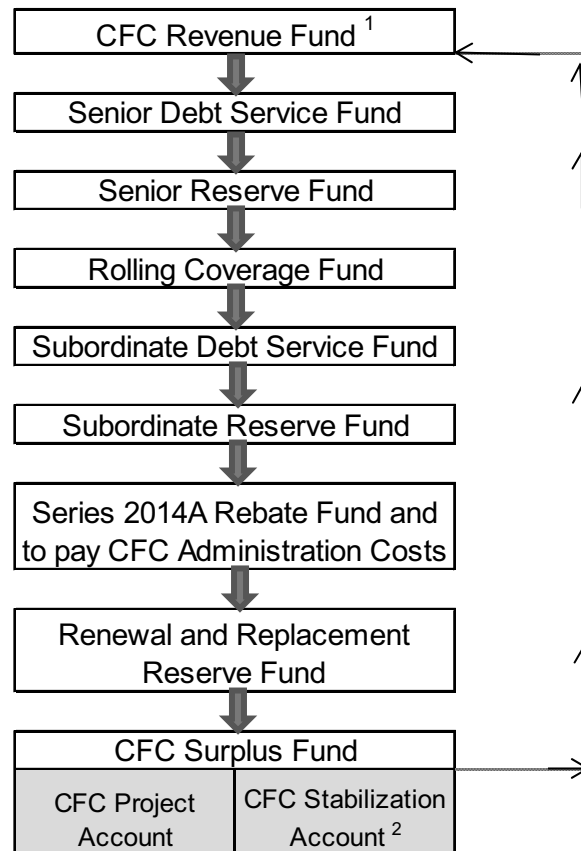 CFC Revenue Fund 1
Senior Debt Service Fund
Senior Reserve Fund
Rolling Coverage Fund
Subordinate Debt Service Fund
Subordinate Reserve Fund
Series 2014A Rebate Fund and
to pay CFC Administration Costs
Renewal and Replacement
Reserve Fund
CFC Surplus Fund
CFC Project
Account
CFC Stabilization
Account 2